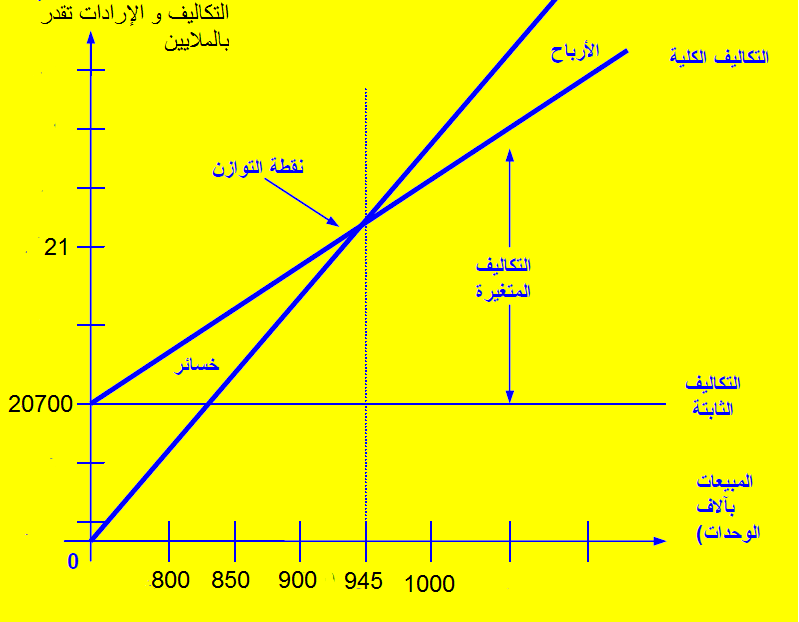 التكاليف و الإرادات تقدر
بالملايين
الأرباح
التكاليف الكلية
نقطة التوازن
21
التكاليف
المتغيرة
خسائر
20700
التكاليف
الثابتة
المبيعات
بآلاف
الوحدات)
0
800 850 900 945 1000